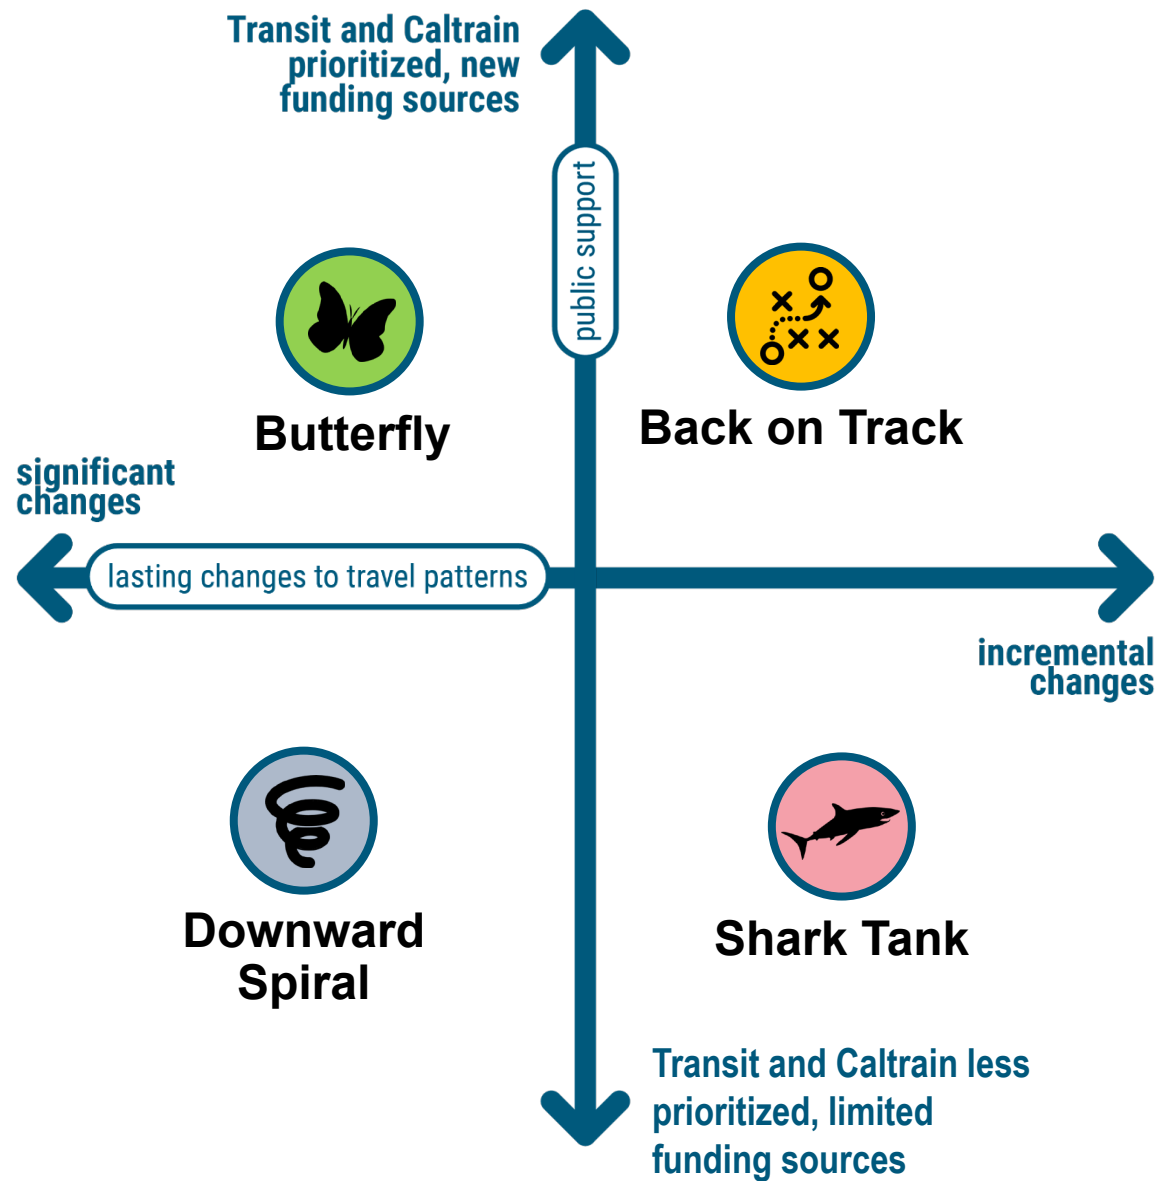 Transit and Caltrain
prioritized, new
funding sources
public support
Butterfly
Back on Track
significant
changes
lasting changes to travel patterns
incremental
changes
Downward
Spiral
Shark Tank
Transit and Caltrain less
prioritized, limited
funding sources